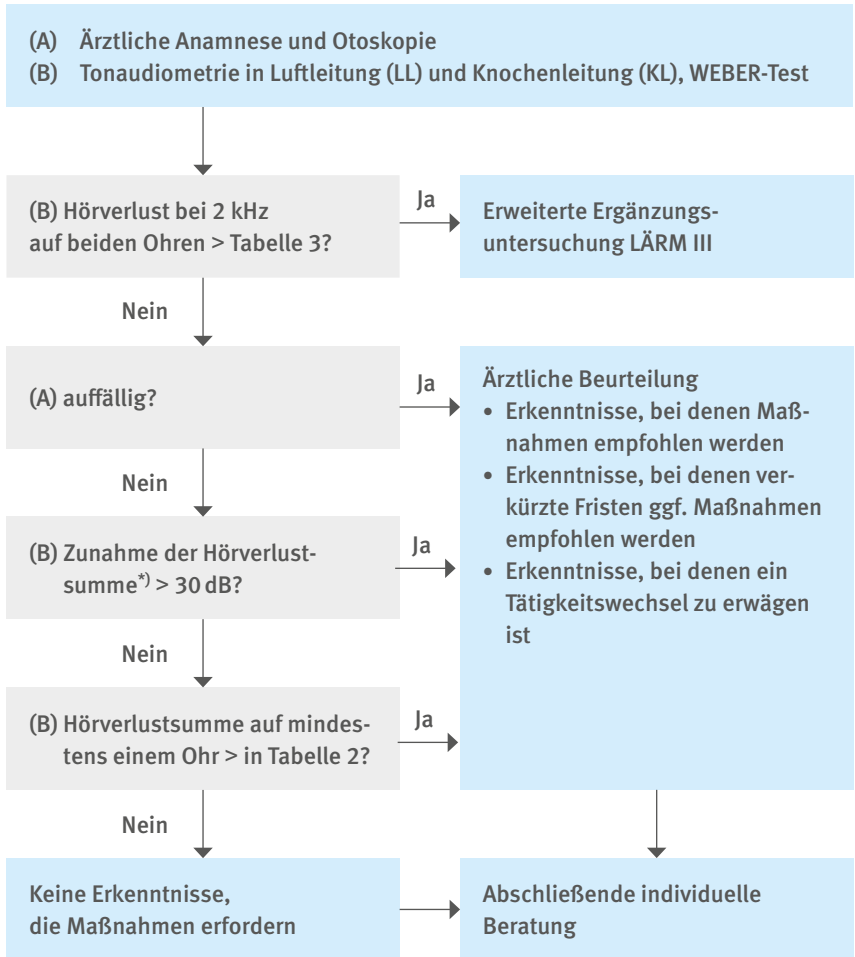 (A) Ärztliche Anamnese und Otoskopie
(B) Tonaudiometrie in Luftleitung (LL) und Knochenleitung (KL), WEBER-Test
(B) Hörverlust bei 2 kHz
auf beiden Ohren > Tabelle 3?
Ja
Erweiterte Ergänzungs-
untersuchung LÄRM III
Nein
(A) auffällig?
Ja
Ärztliche Beurteilung
• Erkenntnisse, bei denen Maß-
nahmen empfohlen werden
• Erkenntnisse, bei denen ver-
kürzte Fristen ggf. Maßnahmen
empfohlen werden
• Erkenntnisse, bei denen ein
Tätigkeitswechsel zu erwägen
ist
Nein
(B) Zunahme der Hörverlust-
summe*) > 30 dB?
Ja
Nein
(B) Hörverlustsumme auf mindes-
tens einem Ohr > in Tabelle 2?
Ja
Nein
Keine Erkenntnisse,
die Maßnahmen erfordern
Abschließende individuelle
Beratung